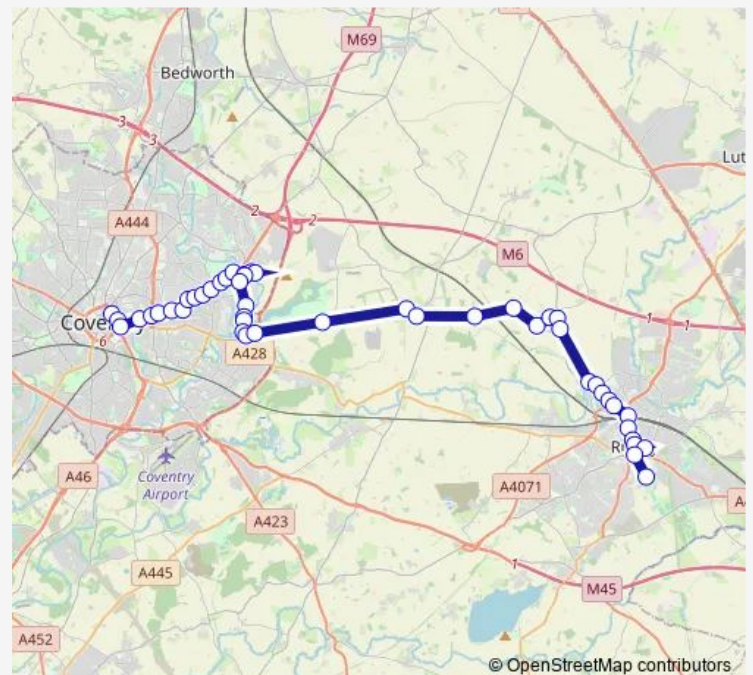 M69
Bedworth
3
3
Lut
2
2
A444
M6
1
1
Cove
6
A428
A46
Coventry
Airport
A4071
A423
1
A445
M45
A452
© OpenStreetMap contributors